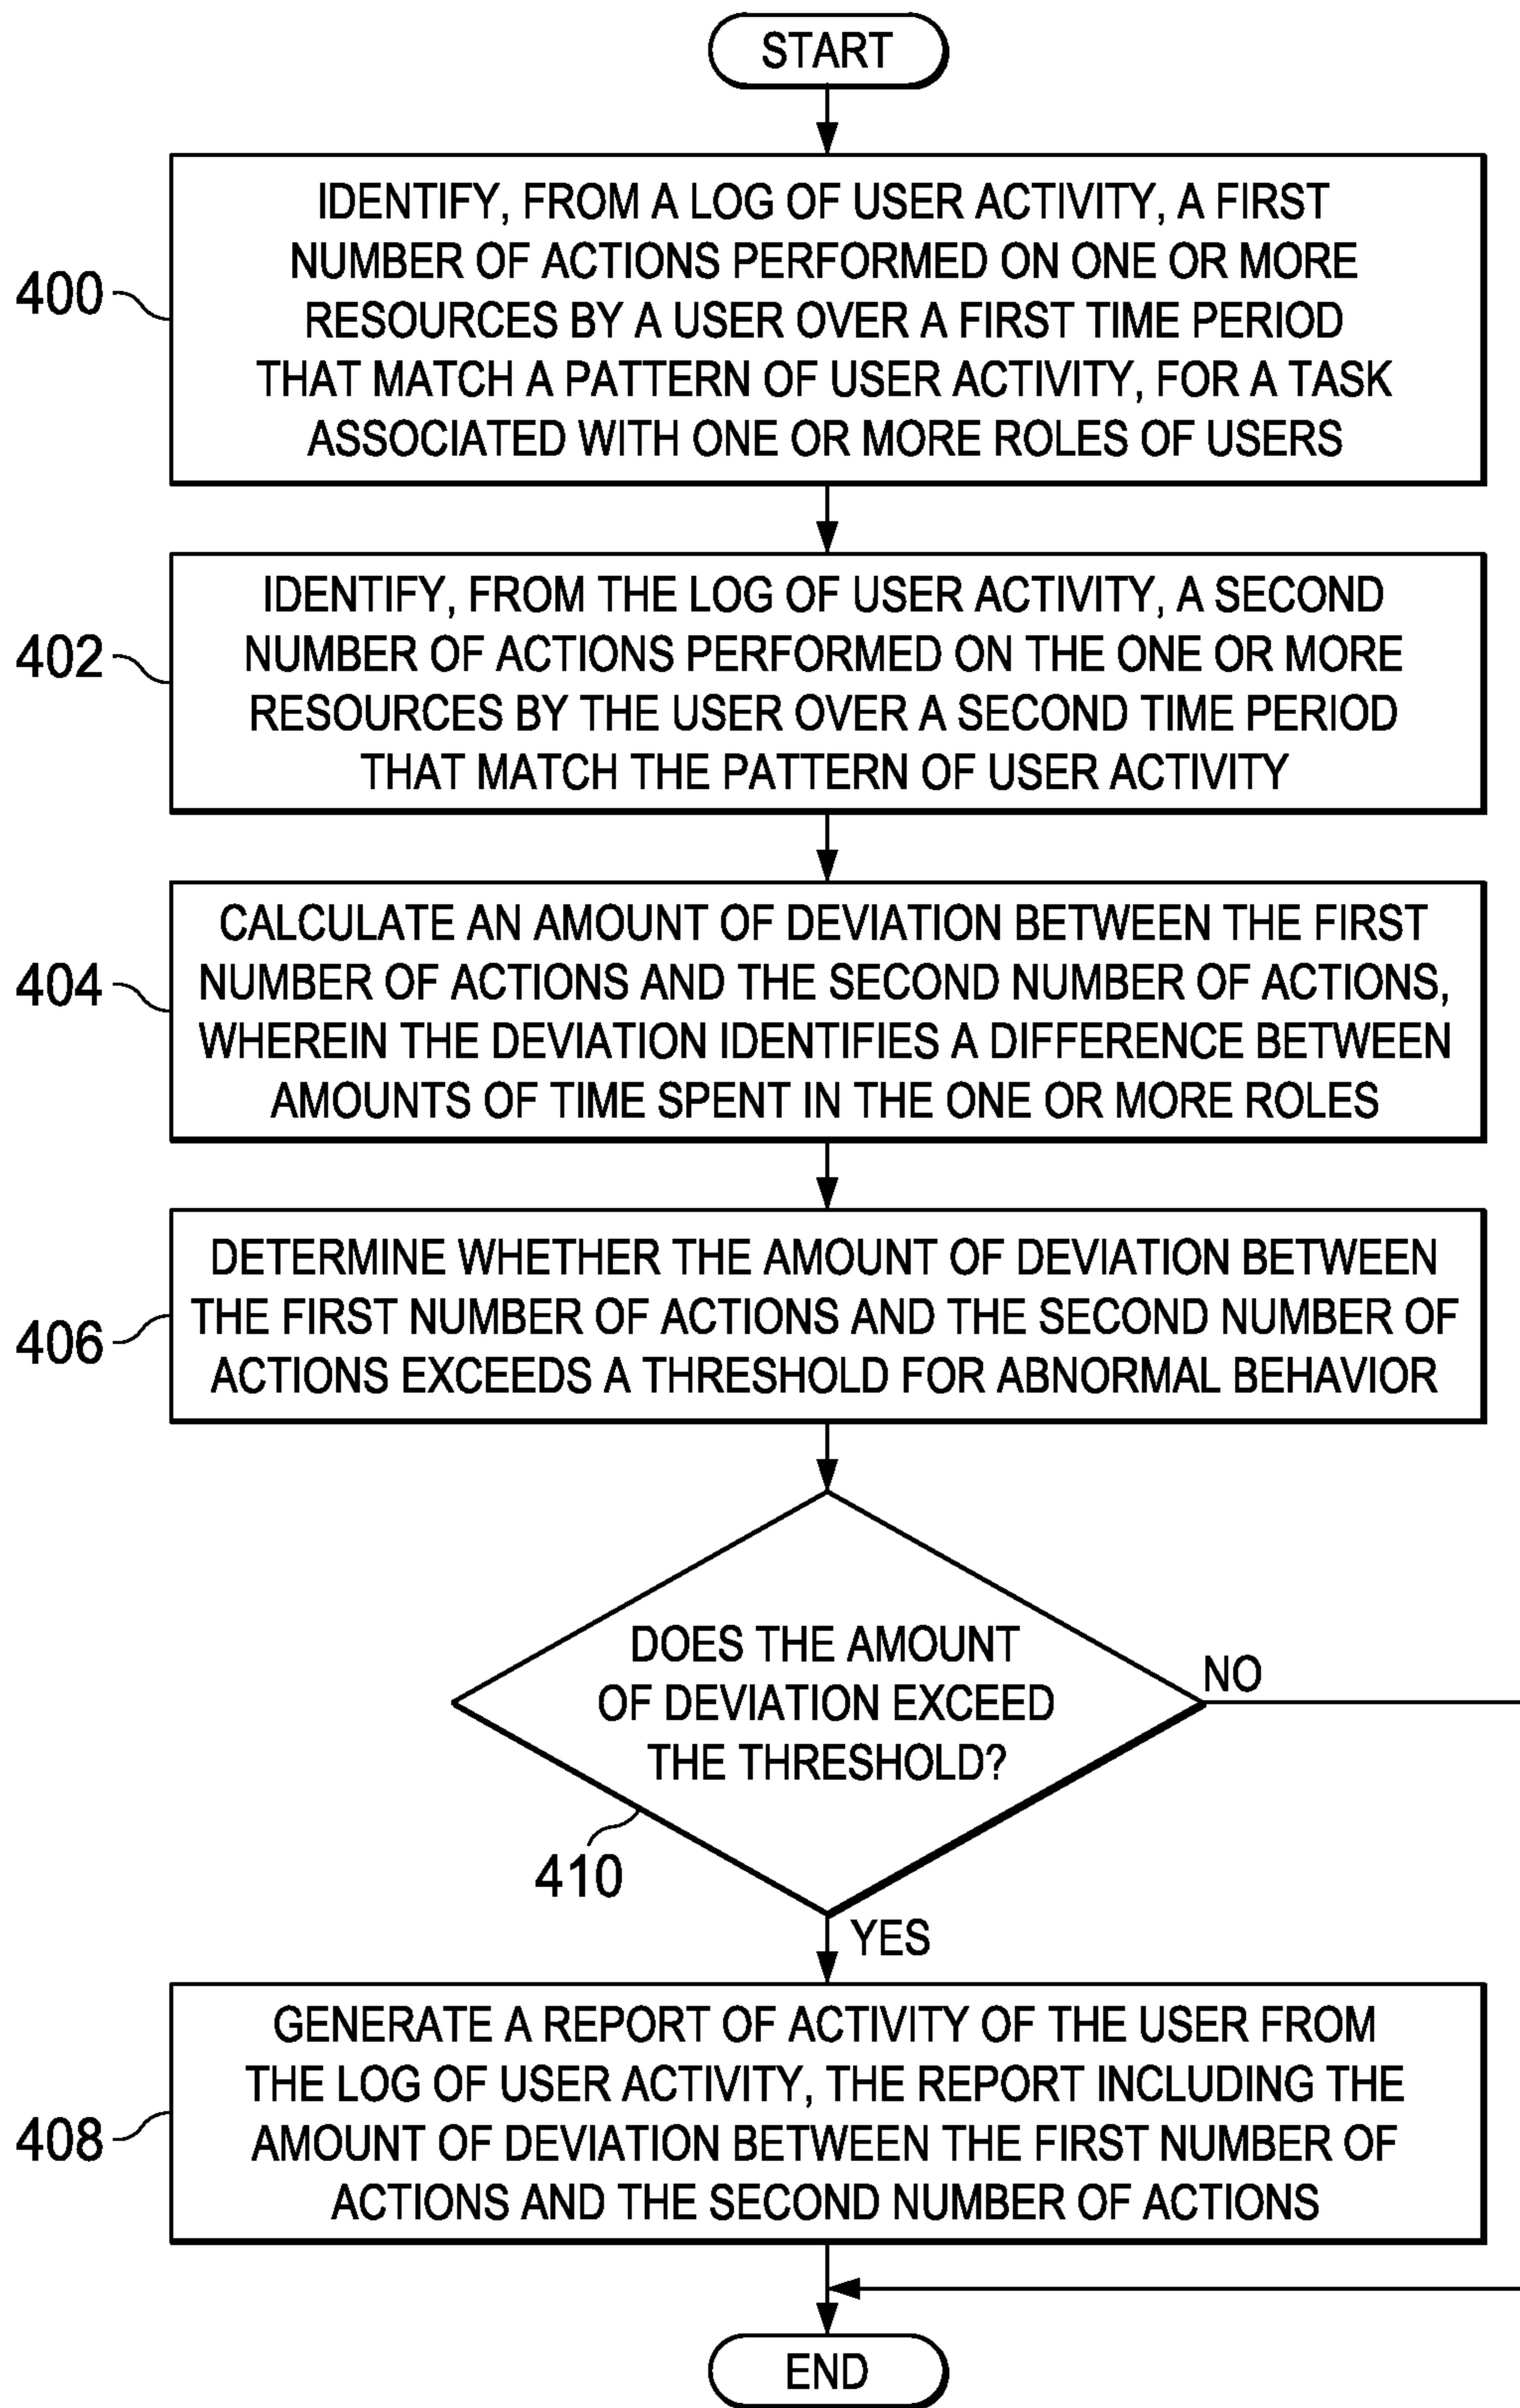 START
400
IDENTIFY, FROM A LOG OF USER ACTIVITY, A FIRST
NUMBER OF ACTIONS PERFORMED ON ONE OR MORE
RESOURCES BY A USER OVER A FIRST TIME PERIOD
THAT MATCH A PATTERN OF USER ACTIVITY, FOR A TASK
ASSOCIATED WITH ONE OR MORE ROLES OF USERS
402
IDENTIFY, FROM THE LOG OF USER ACTIVITY, A SECOND
NUMBER OF ACTIONS PERFORMED ON THE ONE OR MORE
RESOURCES BY THE USER OVER A SECOND TIME PERIOD
THAT MATCH THE PATTERN OF USER ACTIVITY
404
CALCULATE AN AMOUNT OF DEVIATION BETWEEN THE FIRST
NUMBER OF ACTIONS AND THE SECOND NUMBER OF ACTIONS,
WHEREIN THE DEVIATION IDENTIFIES A DIFFERENCE BETWEEN
AMOUNTS OF TIME SPENT IN THE ONE OR MORE ROLES
406
DETERMINE WHETHER THE AMOUNT OF DEVIATION BETWEEN
THE FIRST NUMBER OF ACTIONS AND THE SECOND NUMBER OF
ACTIONS EXCEEDS A THRESHOLD FOR ABNORMAL BEHAVIOR
DOES THE AMOUNT
OF DEVIATION EXCEED
THE THRESHOLD?
NO
410
YES
408
GENERATE A REPORT OF ACTIVITY OF THE USER FROM
THE LOG OF USER ACTIVITY, THE REPORT INCLUDING THE
AMOUNT OF DEVIATION BETWEEN THE FIRST NUMBER OF
ACTIONS AND THE SECOND NUMBER OF ACTIONS
END